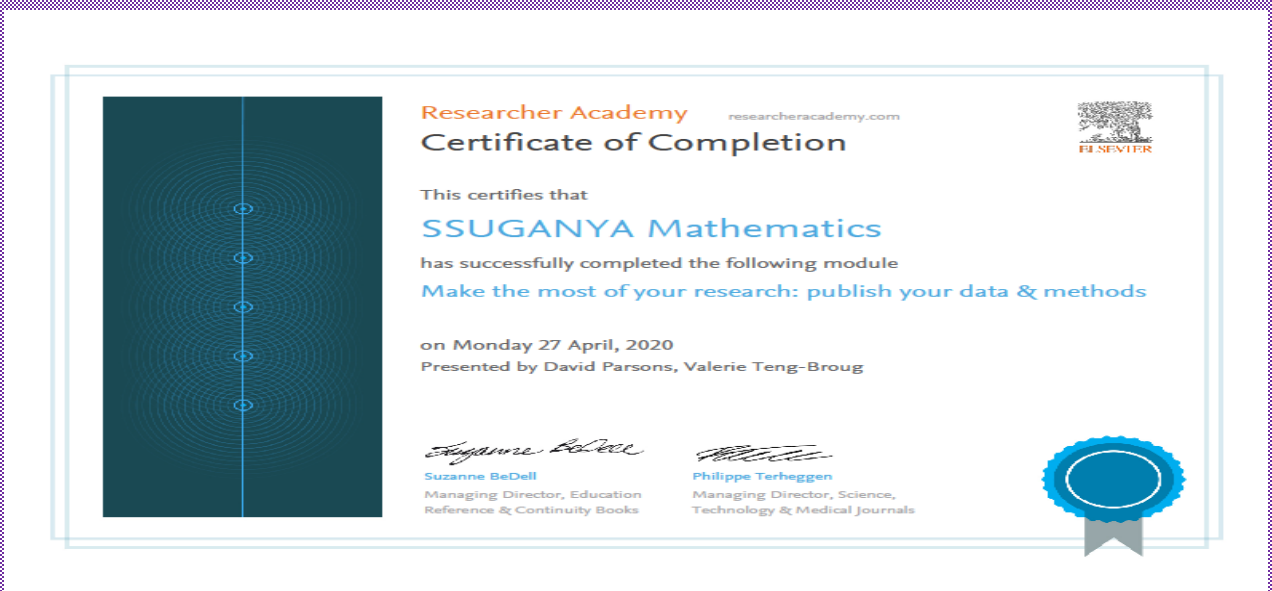 Researcher Academy researcheracademy.com
Certificate of Completion
ELSEVIER
This certifies that
SSUGANYA Mathematics
has successfully completed the following module
Make the most of your research: publish your data & methods
on Monday 27 April, 2020
Presented by David Parsons, Valerie Teng-Broug
Suzanne BeDell
Suzanne BeDell
Managing Director, Education
Reference & Continuity Books
Philippe Terheggen
Managing Director, Science,
Technology & Medical Journals